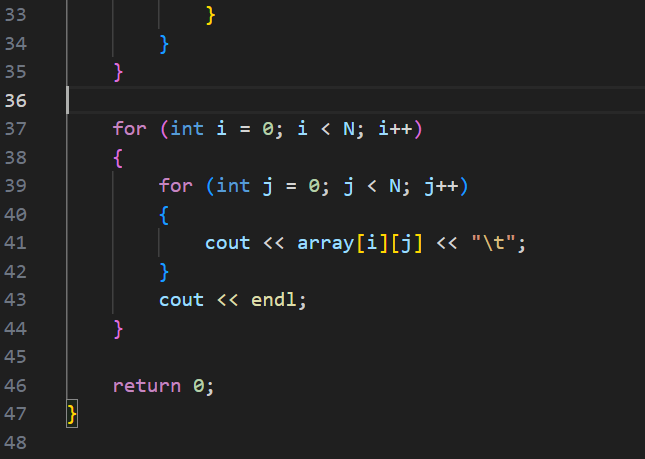 33 }
34 }
35 }
36
37 for (int i = 0; i < N; i++)
38 {
39 for (int j = 0; j < N; j++)
40 {
41 cout << array[i][j] << "\t";
42 }
43 cout << endl;
44 }
45
46 return 0;
47 }
48